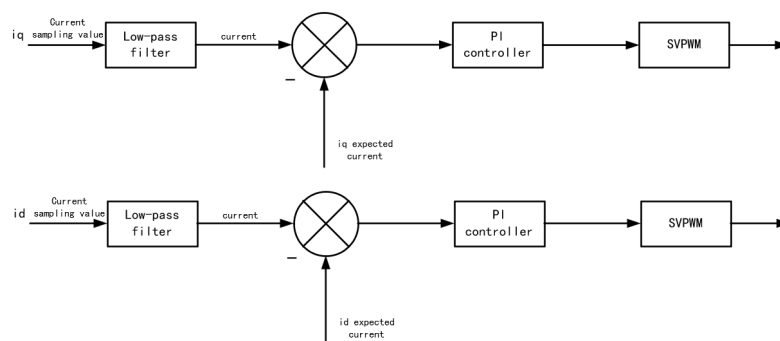 Current
iq sampling value
Low-pass
filter
current
PI
controller
SVPWM
−
iq expected
current
Current
id sampling value
Low-pass
filter
current
PI
controller
SVPWM
−
id expected
current